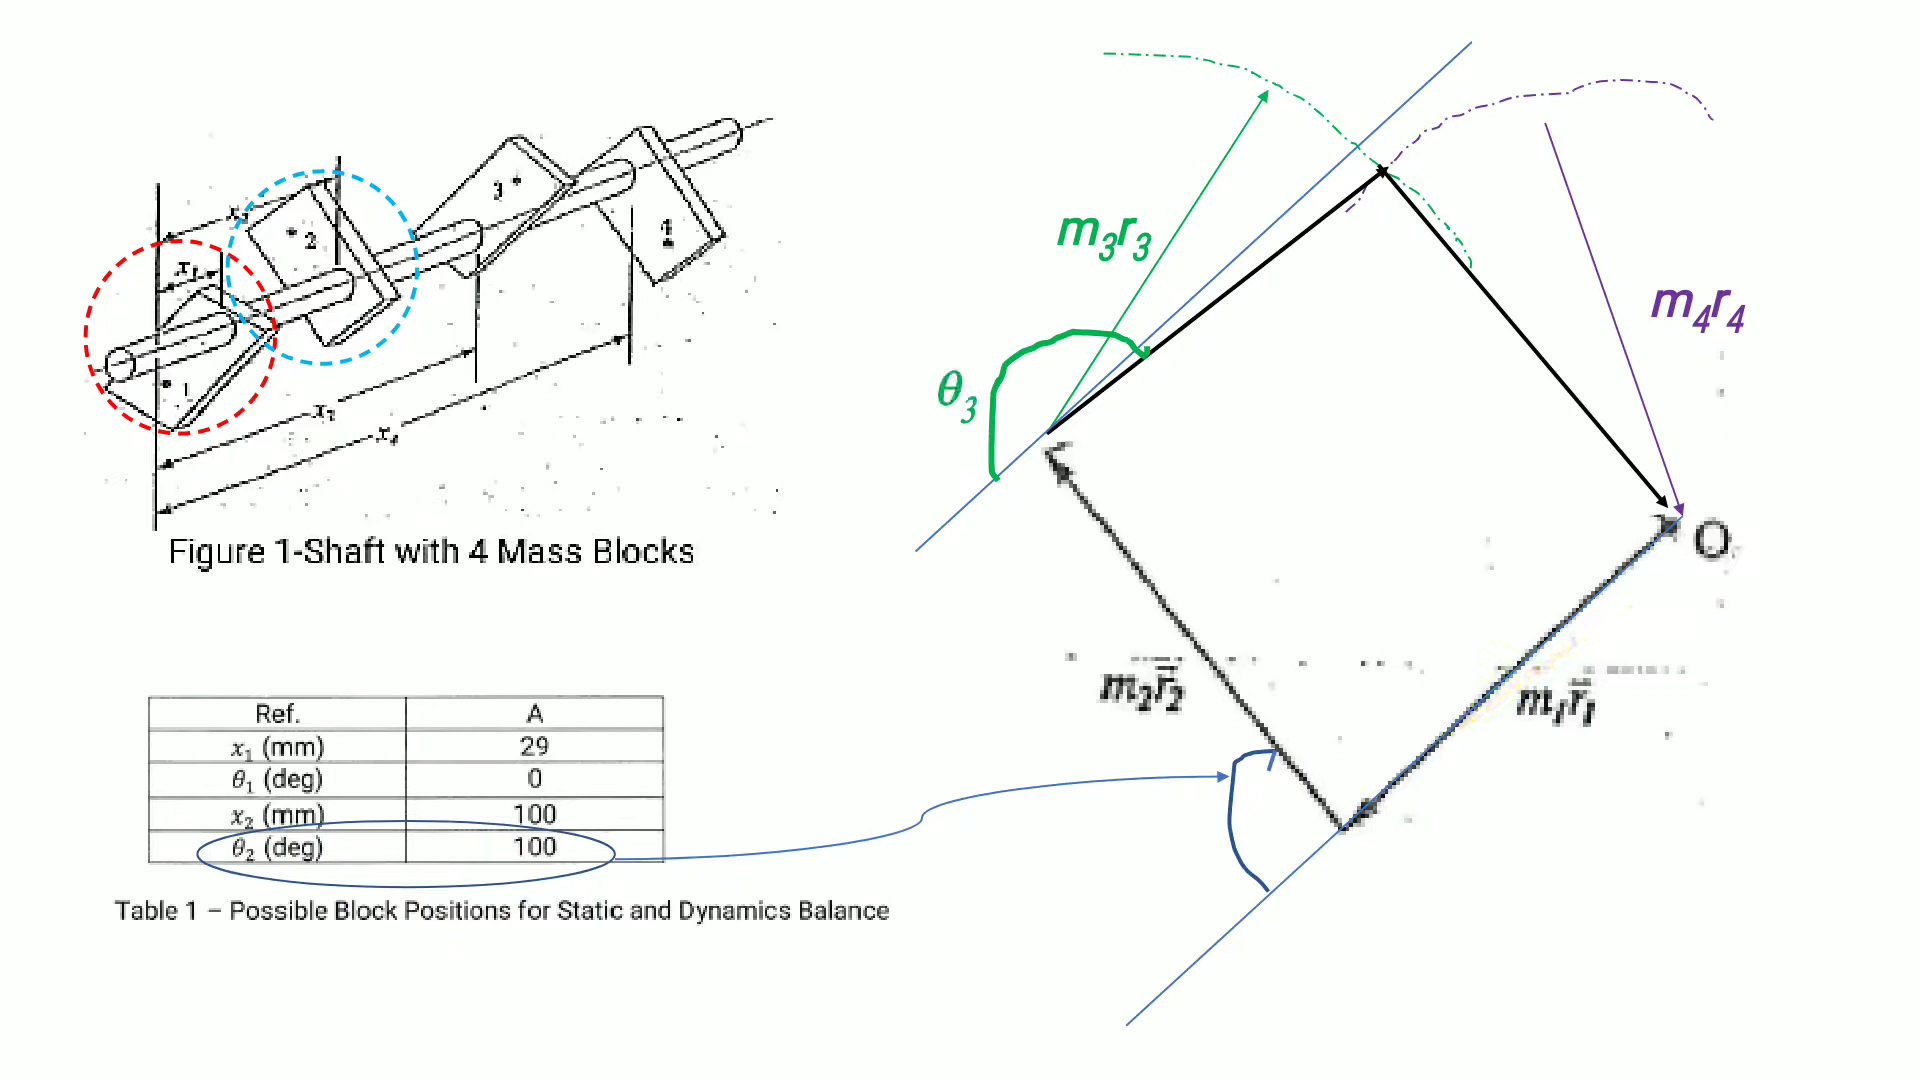 x₂
x₁
1
2
3
4
x₃
x₄
Figure 1-Shaft with 4 Mass Blocks
Ref. A
x₁ (mm) 29
θ₁ (deg) 0
x₂ (mm) 100
θ₂ (deg) 100
Table 1 – Possible Block Positions for Static and Dynamics Balance
m₃r₃
θ₃
m₄r₄
O
m₂r̄₂
m₁r̄₁